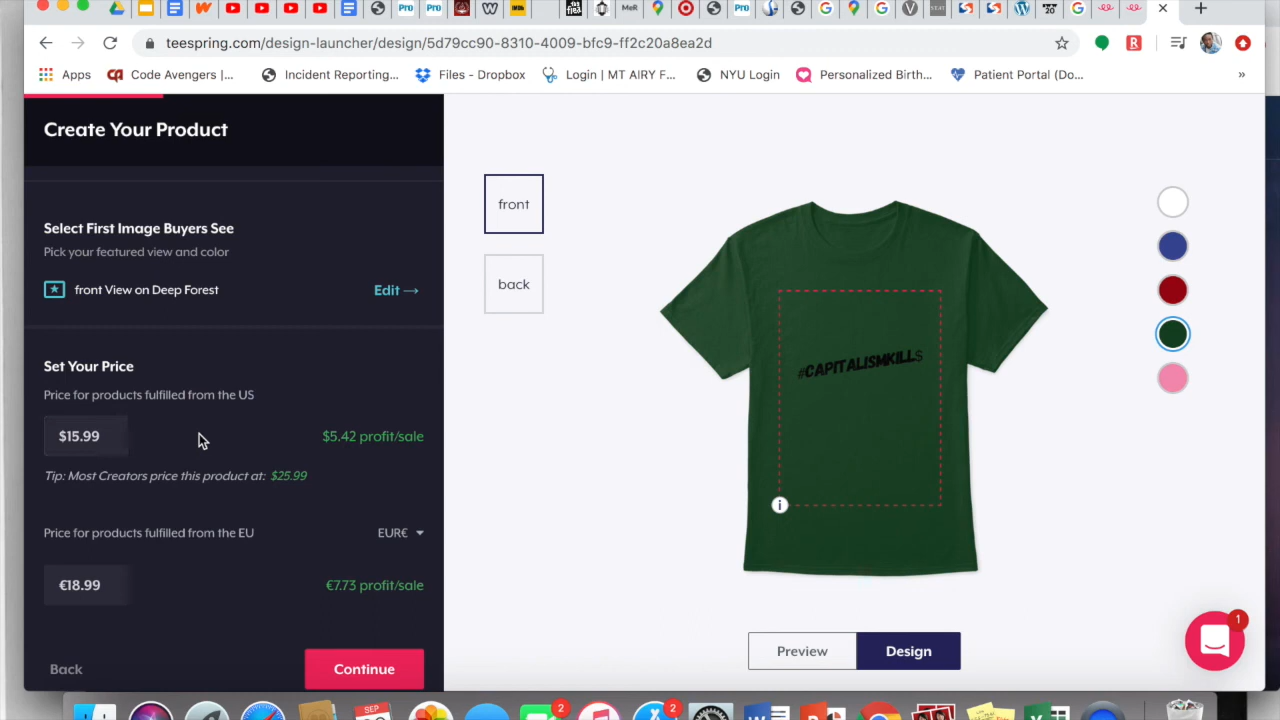 teespring.com/design-launcher/design/5d79cc90-8310-4009-bfc9-ff2c20a8ea2d
Apps
Code Avengers |...
Incident Reporting...
Files - Dropbox
Login | MT AIRY F...
NYU Login
Personalized Birth...
Patient Portal (Do...
»
Create Your Product
Select First Image Buyers See
Pick your featured view and color
front View on Deep Forest
Edit →
Set Your Price
Price for products fulfilled from the US
$15.99
$5.42 profit/sale
Tip: Most Creators price this product at: $25.99
Price for products fulfilled from the EU
EUR€
€18.99
€7.73 profit/sale
Back
Continue
front
back
#CAPITALISMKILLS
i
Preview
Design
1
SEP
2
2